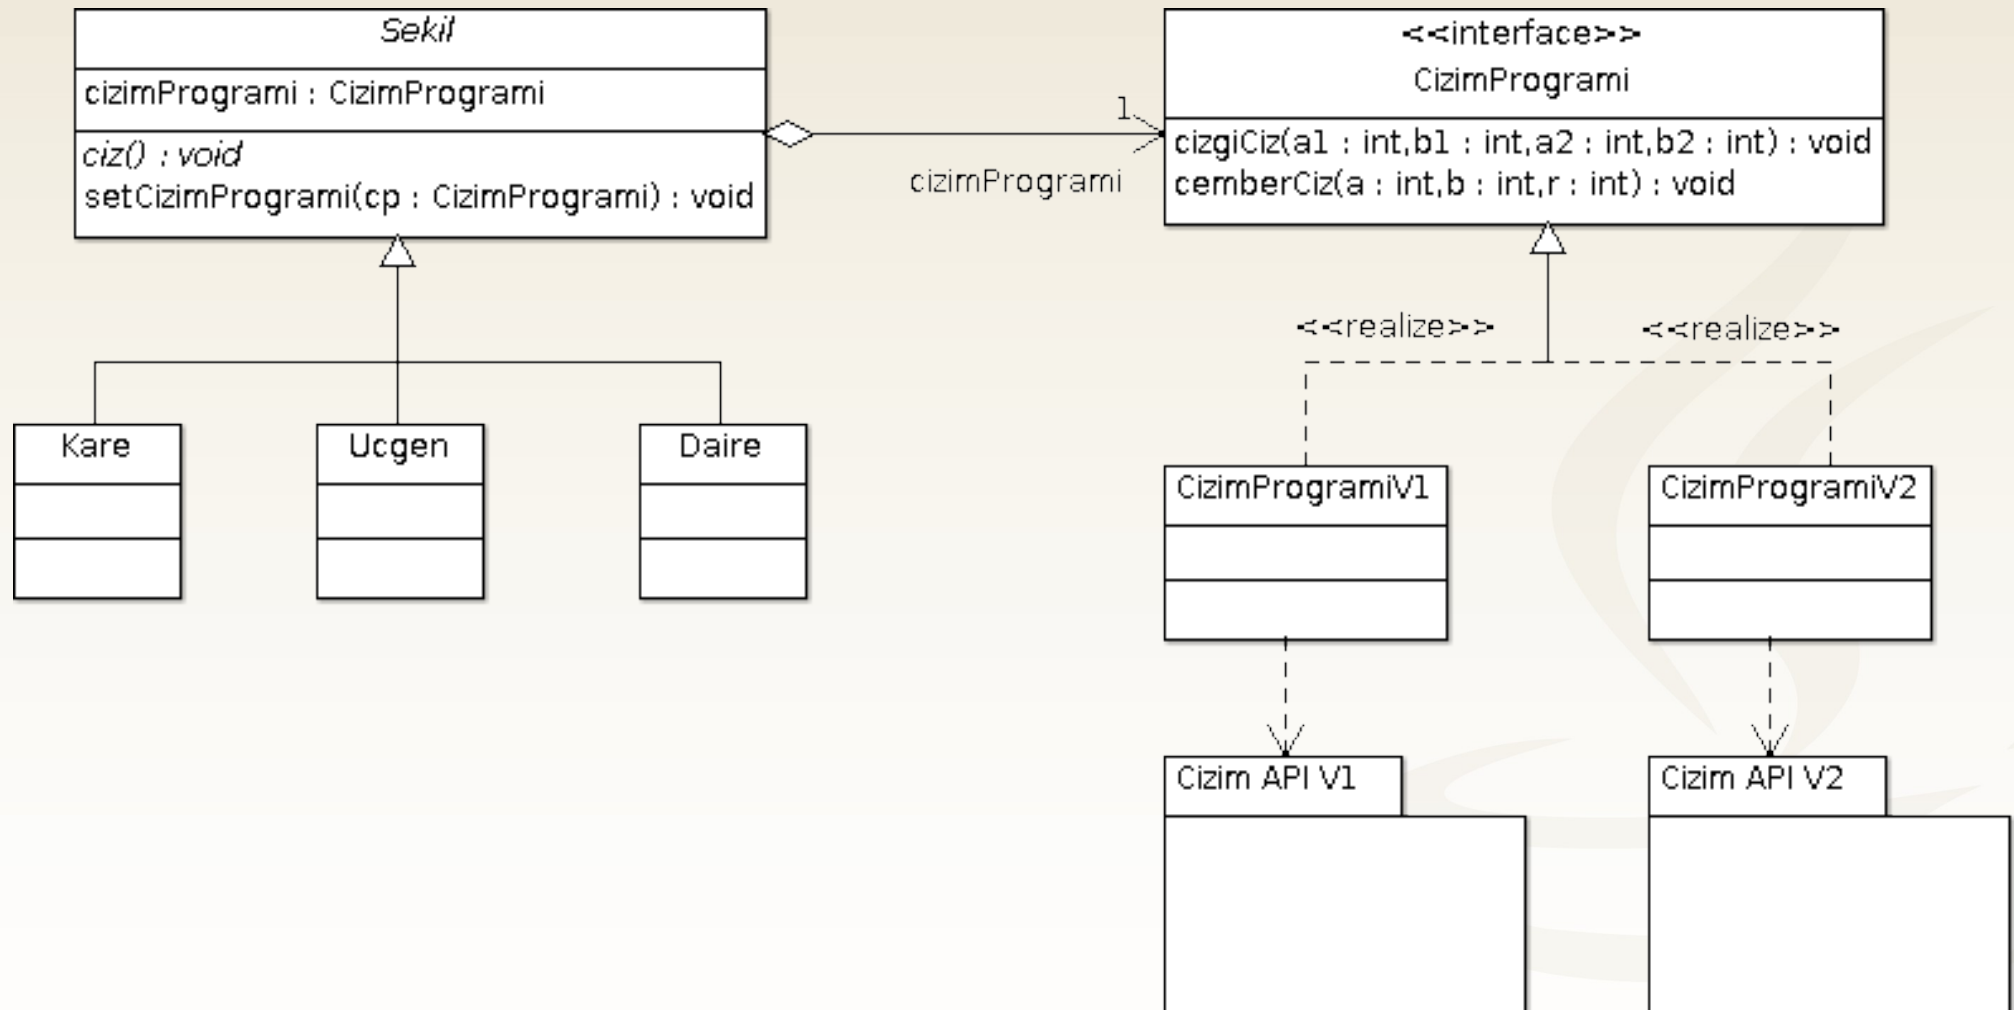 Sekil
cizimProgrami : CizimProgrami
ciz() : void
setCizimProgrami(cp : CizimProgrami) : void
1
cizimProgrami
<<interface>>
CizimProgrami
cizgiCiz(a1 : int,b1 : int,a2 : int,b2 : int) : void
cemberCiz(a : int,b : int,r : int) : void
<<realize>>
<<realize>>
Kare
Ucgen
Daire
CizimProgramiV1
CizimProgramiV2
Cizim API V1
Cizim API V2